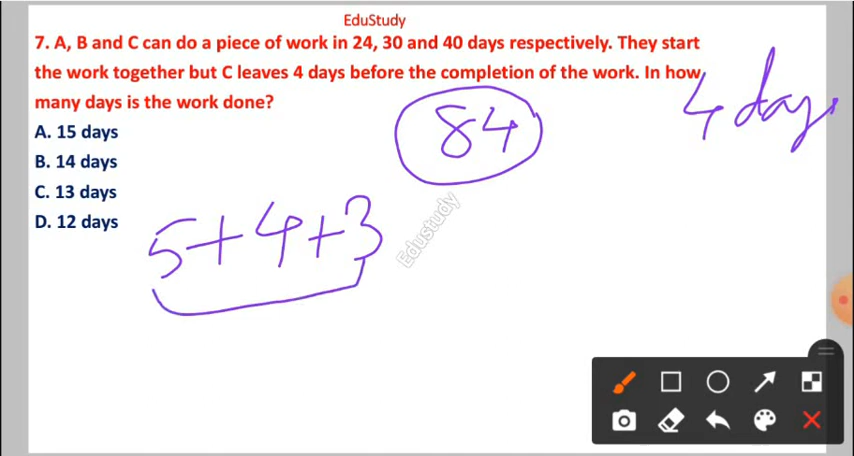 EduStudy
7. A, B and C can do a piece of work in 24, 30 and 40 days respectively. They start
the work together but C leaves 4 days before the completion of the work. In how
many days is the work done?
4 days
84
A. 15 days
B. 14 days
C. 13 days
D. 12 days
5+4+3
Edustudy